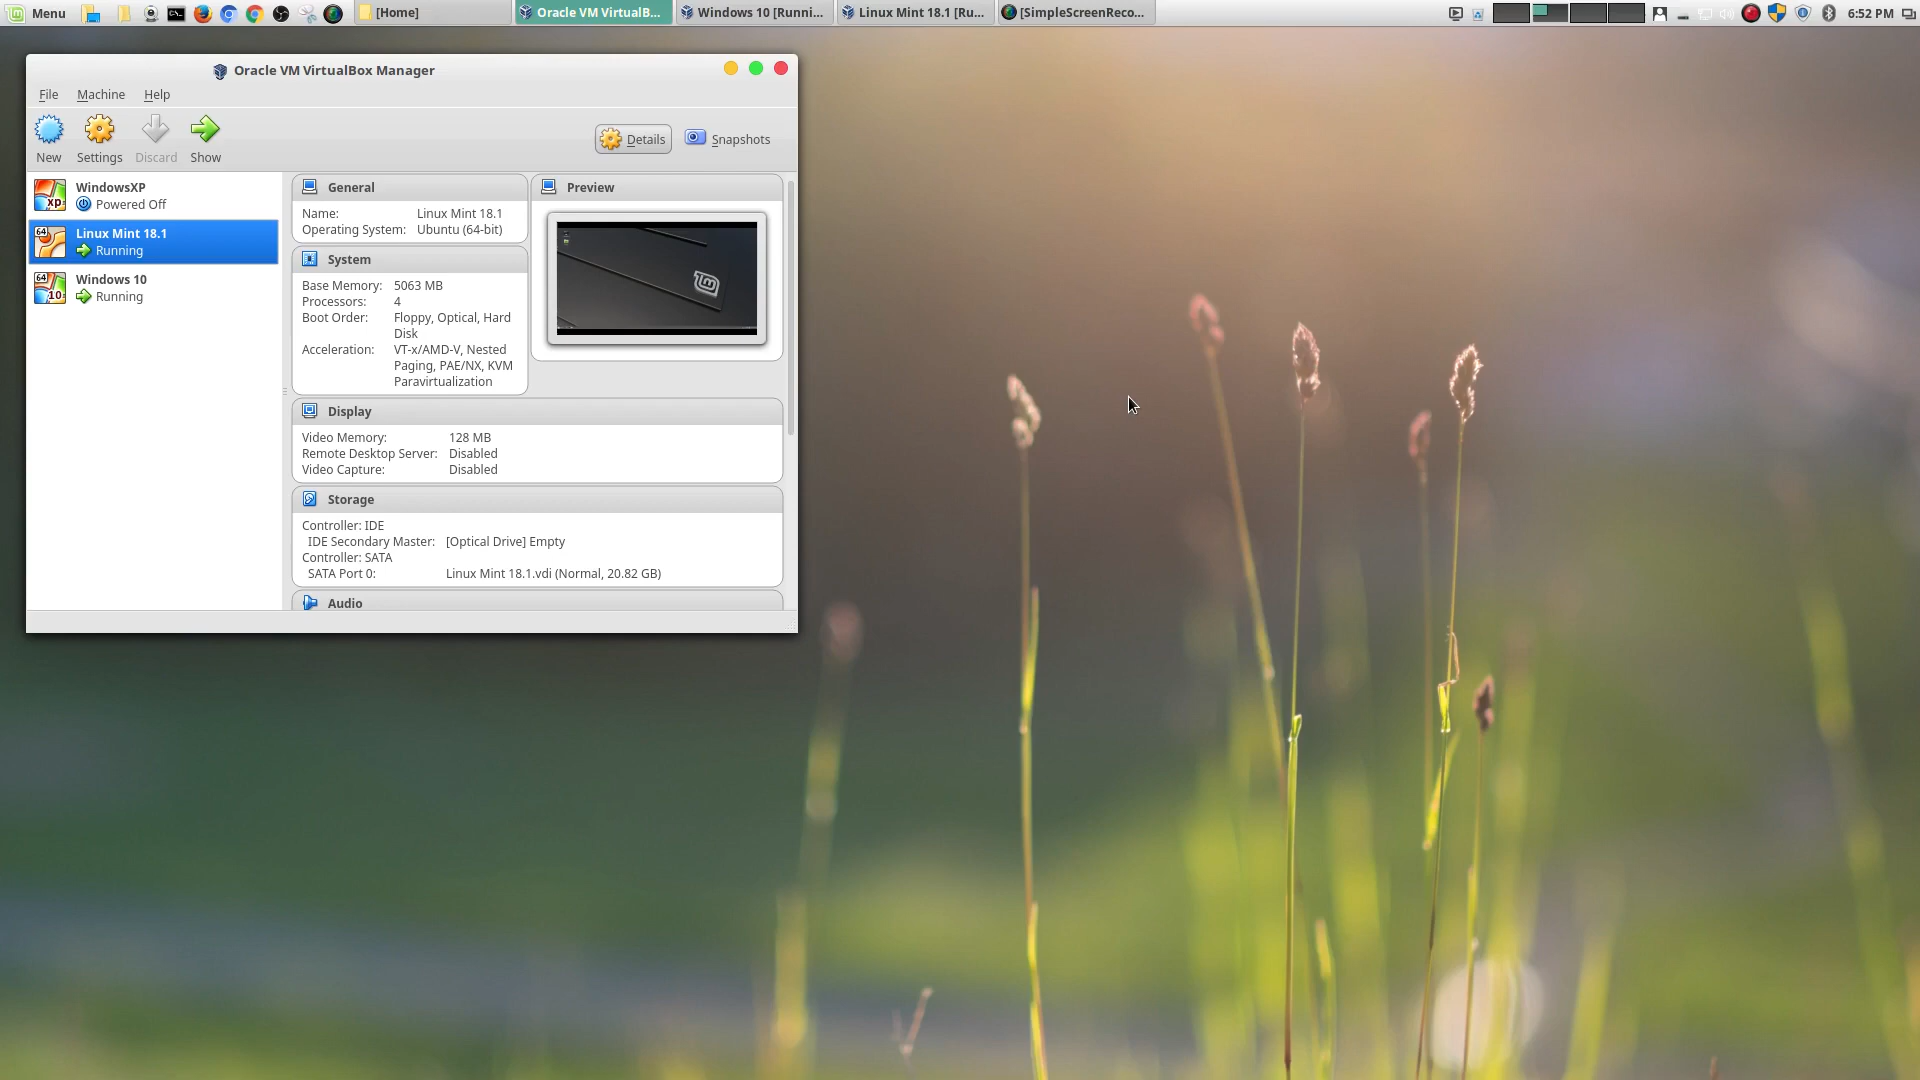 Menu
[Home]
Oracle VM VirtualB...
Windows 10 [Runni...
Linux Mint 18.1 [Ru...
[SimpleScreenReco...
6:52 PM
Oracle VM VirtualBox Manager
File Machine Help
New Settings Discard Show
Details Snapshots
WindowsXP
Powered Off
Linux Mint 18.1
Running
Windows 10
Running
xp
64
64
10
General
Name: Linux Mint 18.1
Operating System: Ubuntu (64-bit)
System
Base Memory: 5063 MB
Processors: 4
Boot Order: Floppy, Optical, Hard
Disk
Acceleration: VT-x/AMD-V, Nested
Paging, PAE/NX, KVM
Paravirtualization
Preview
Display
Video Memory: 128 MB
Remote Desktop Server: Disabled
Video Capture: Disabled
Storage
Controller: IDE
IDE Secondary Master: [Optical Drive] Empty
Controller: SATA
SATA Port 0: Linux Mint 18.1.vdi (Normal, 20.82 GB)
Audio